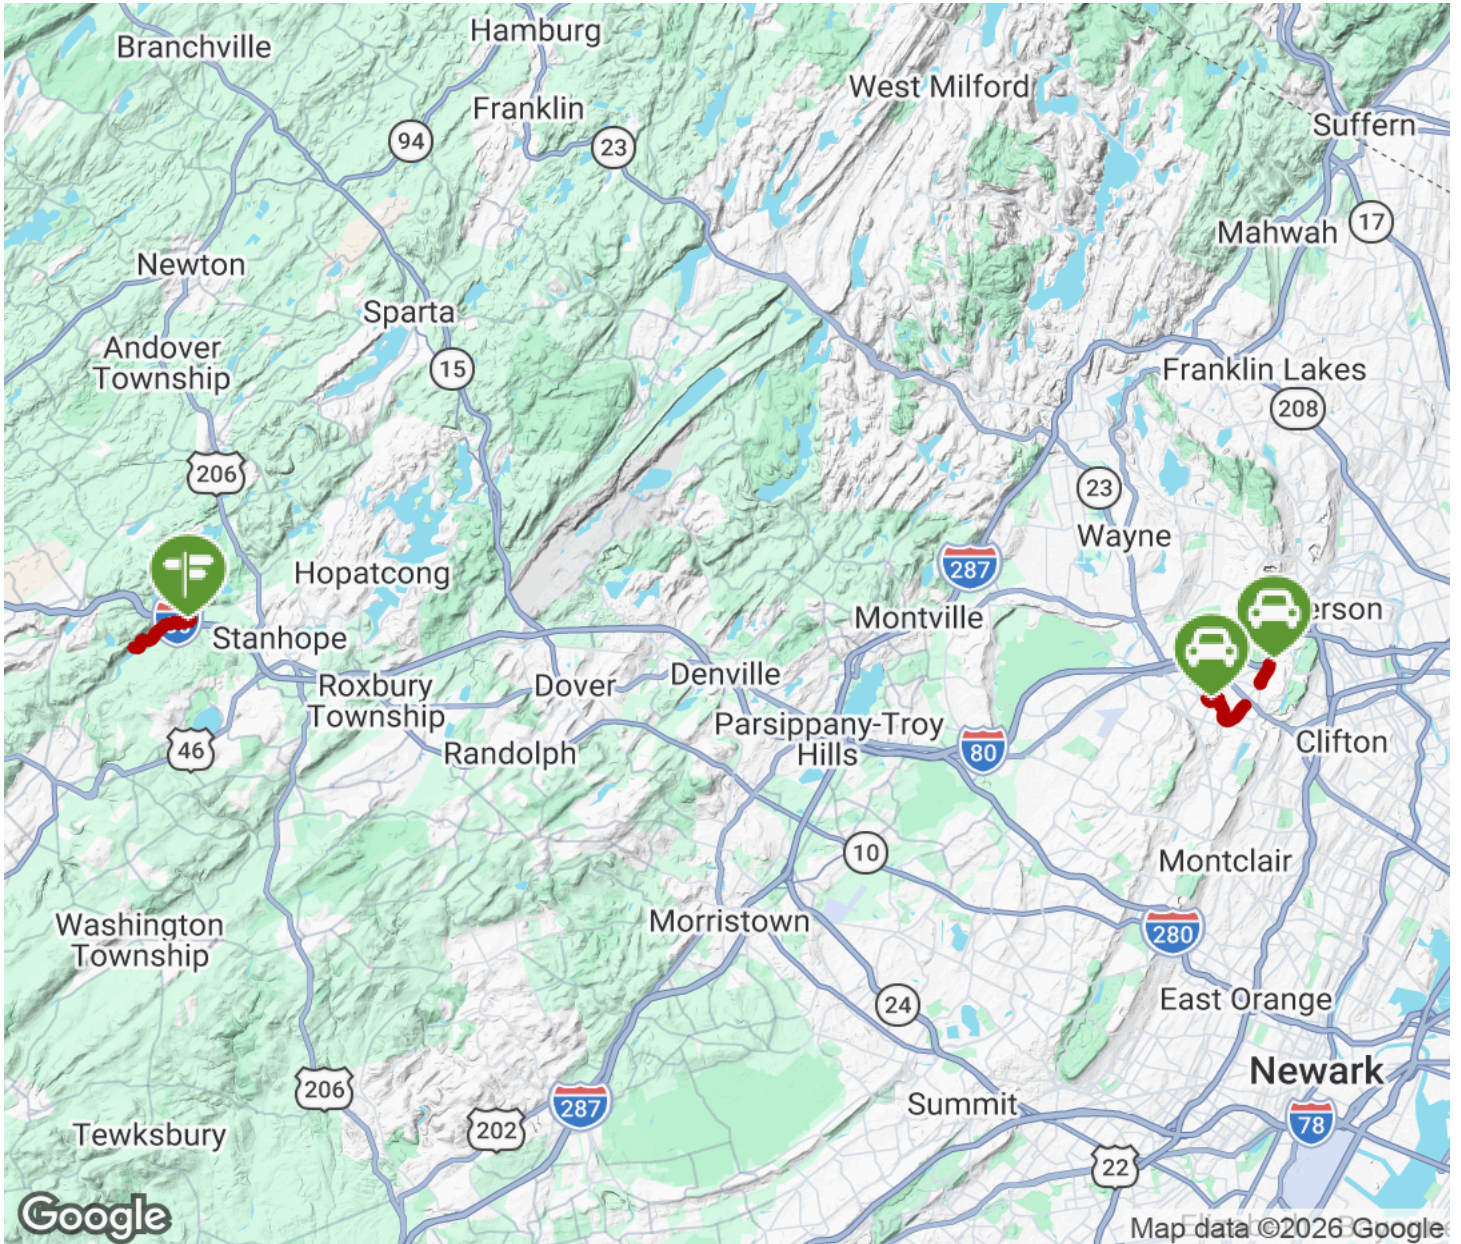 Branchville
Hamburg
West Milford
Franklin
Suffern
94
23
17
Mahwah
Newton
Sparta
Andover
Township
15
Franklin Lakes
208
206
23
Wayne
Hopatcong
287
Montville
erson
Stanhope
Denville
Dover
Roxbury
Township
Parsippany-Troy
Hills
Clifton
46
Randolph
80
10
Montclair
Washington
Township
Morristown
280
24
East Orange
Newark
206
287
Summit
202
78
Tewksbury
22
Google
Map data ©2026 Google